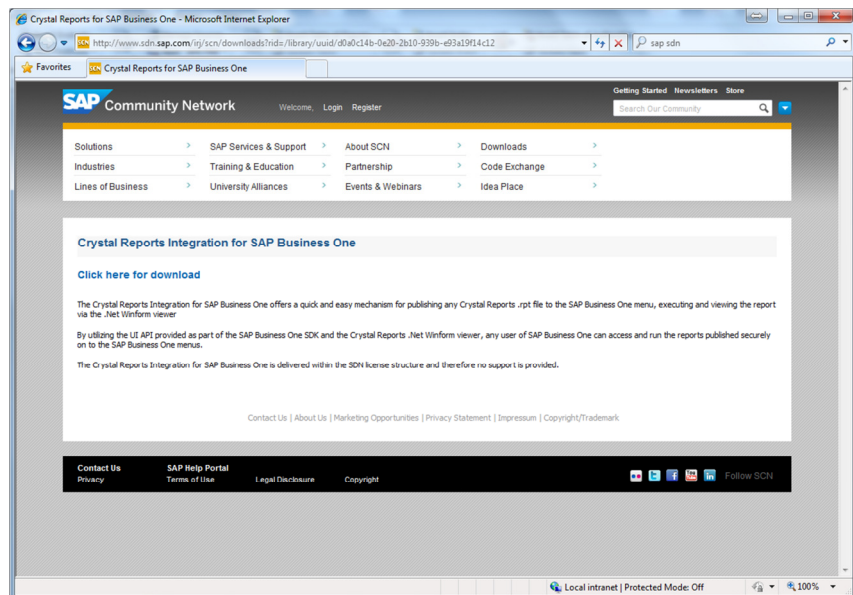 Crystal Reports for SAP Business One - Microsoft Internet Explorer
http://www.sdn.sap.com/irj/scn/downloads?rid=/library/uuid/d0a0c14b-0e20-2b10-939b-e93a19f14c12
sap sdn
Favorites
SCN Crystal Reports for SAP Business One
Getting Started Newsletters Store
SAP Community Network
Welcome, Login Register
Search Our Community
Solutions SAP Services & Support About SCN Downloads
Industries Training & Education Partnership Code Exchange
Lines of Business University Alliances Events & Webinars Idea Place
Crystal Reports Integration for SAP Business One
Click here for download
The Crystal Reports Integration for SAP Business One offers a quick and easy mechanism for publishing any Crystal Reports .rpt file to the SAP Business One menu, executing and viewing the report
via the .Net Winform viewer
By utilizing the UI API provided as part of the SAP Business One SDK and the Crystal Reports .Net Winform viewer, any user of SAP Business One can access and run the reports published securely
on to the SAP Business One menus.
The Crystal Reports Integration for SAP Business One is delivered within the SDN license structure and therefore no support is provided.
Contact Us | About Us | Marketing Opportunities | Privacy Statement | Impressum | Copyright/Trademark
Contact Us SAP Help Portal
Privacy Terms of Use Legal Disclosure Copyright
You Tube in Follow SCN
Local intranet | Protected Mode: Off 100%